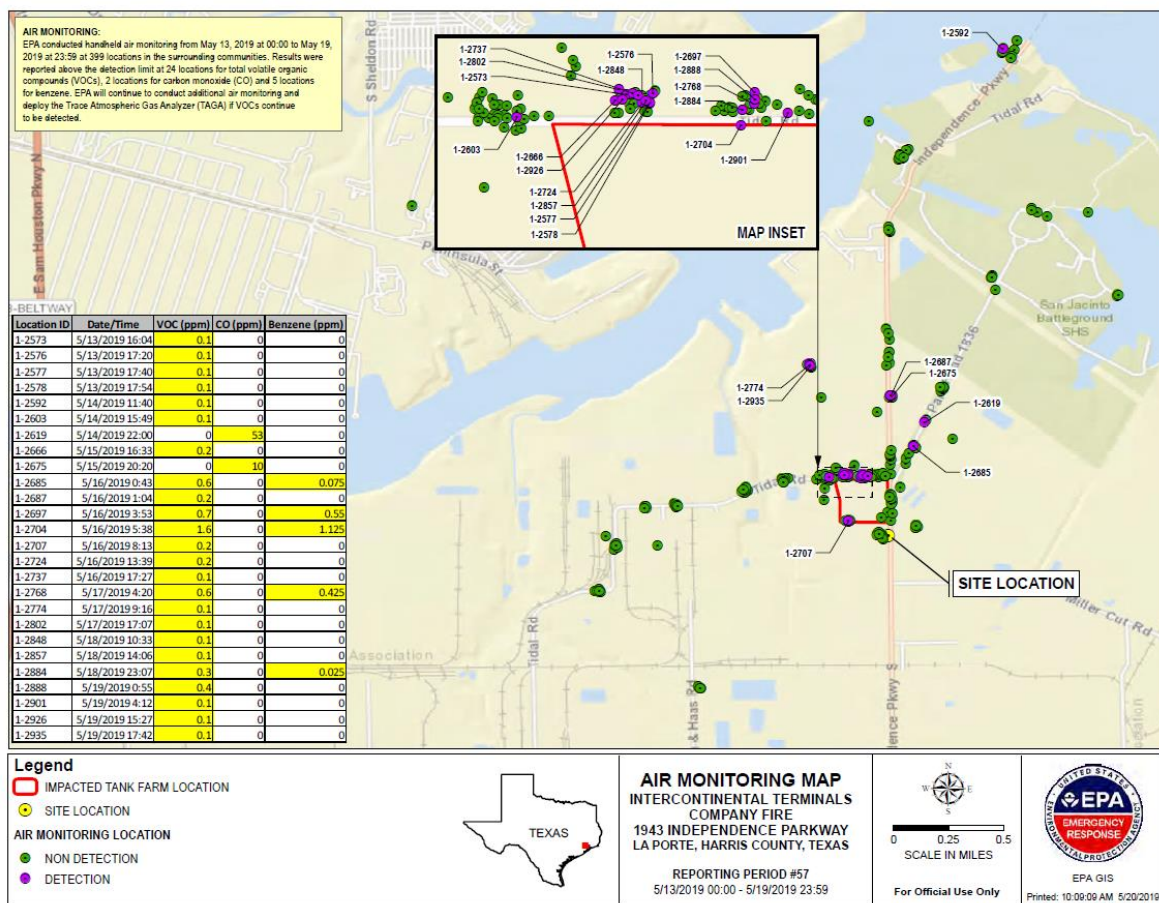 AIR MONITORING:
EPA conducted handheld air monitoring from May 13, 2019 at 00:00 to May 19,
2019 at 23:59 at 399 locations in the surrounding communities. Results were
reported above the detection limit at 24 locations for total volatile organic
compounds (VOCs), 2 locations for carbon monoxide (CO) and 5 locations
for benzene. EPA will continue to conduct additional air monitoring and
deploy the Trace Atmospheric Gas Analyzer (TAGA) if VOCs continue
to be detected.
S Sheldon Rd
E Sam Houston Pkwy N
8-BELTWAY
1-2737
1-2802
1-2573
1-2576
1-2848
1-2697
1-2888
1-2768
1-2884
1-2603
1-2666
1-2926
1-2724
1-2857
1-2577
1-2578
1-2704
1-2901
MAP INSET
1-2592
Independence Pkwy
Tidal Rd
San Jacinto
Battleground
SHS
1-2774
1-2935
1-2687
1-2675
1-2619
1-2685
Tidal Rd
1-2707
SITE LOCATION
Miller Cut Rd
Tidal Rd
Association
Location ID Date/Time VOC (ppm) CO (ppm) Benzene (ppm)
1-2573 5/13/2019 16:04 0.1 0 0
1-2576 5/13/2019 17:20 0.1 0 0
1-2577 5/13/2019 17:40 0.1 0 0
1-2578 5/13/2019 17:54 0.1 0 0
1-2592 5/14/2019 11:40 0.1 0 0
1-2603 5/14/2019 15:49 0.1 0 0
1-2619 5/14/2019 22:00 0 53 0
1-2666 5/15/2019 16:33 0.2 0 0
1-2675 5/15/2019 20:20 0 10 0
1-2685 5/16/2019 0:43 0.6 0 0.075
1-2687 5/16/2019 1:04 0.2 0 0
1-2697 5/16/2019 3:53 0.7 0 0.55
1-2704 5/16/2019 5:38 1.6 0 1.125
1-2707 5/16/2019 8:13 0.2 0 0
1-2724 5/16/2019 13:39 0.2 0 0
1-2737 5/16/2019 17:27 0.1 0 0
1-2768 5/17/2019 4:20 0.6 0 0.425
1-2774 5/17/2019 9:16 0.1 0 0
1-2802 5/17/2019 17:07 0.1 0 0
1-2848 5/18/2019 10:33 0.1 0 0
1-2857 5/18/2019 14:06 0.1 0 0
1-2884 5/18/2019 23:07 0.3 0 0.025
1-2888 5/19/2019 0:55 0.4 0 0
1-2901 5/19/2019 4:12 0.1 0 0
1-2926 5/19/2019 15:27 0.1 0 0
1-2935 5/19/2019 17:42 0.1 0 0
Legend
IMPACTED TANK FARM LOCATION
SITE LOCATION
AIR MONITORING LOCATION
NON DETECTION
DETECTION
TEXAS
AIR MONITORING MAP
INTERCONTINENTAL TERMINALS
COMPANY FIRE
1943 INDEPENDENCE PARKWAY
LA PORTE, HARRIS COUNTY, TEXAS
REPORTING PERIOD #57
5/13/2019 00:00 - 5/19/2019 23:59
N
W E
S
0 0.25 0.5
SCALE IN MILES
For Official Use Only
UNITED STATES
EPA
EMERGENCY
RESPONSE
ENVIRONMENTAL PROTECTION AGENCY
EPA GIS
Printed: 10:09:09 AM 5/20/2019